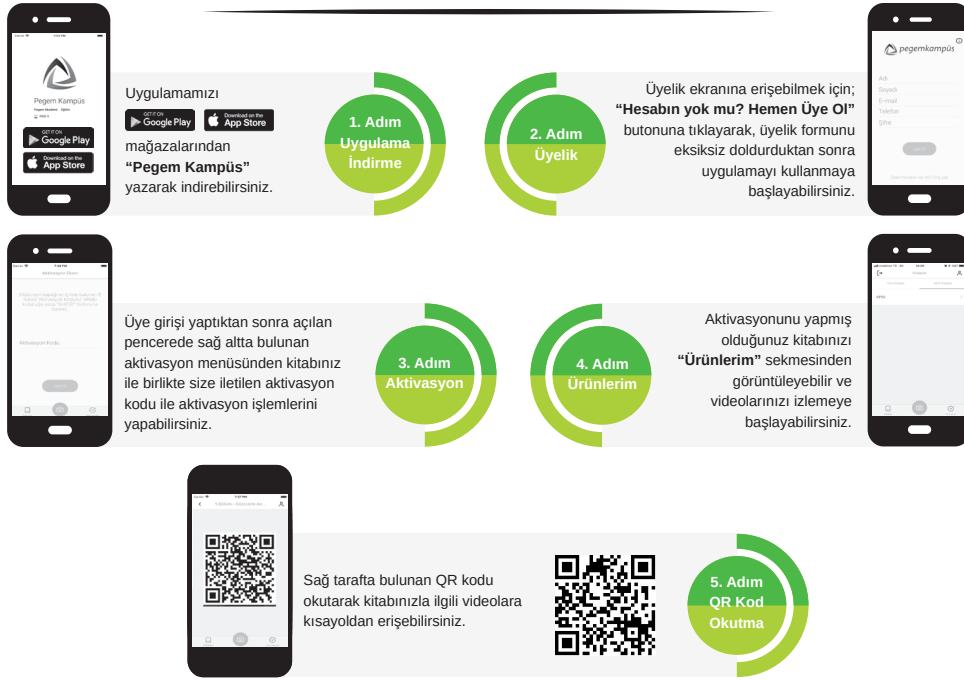 Pegem Kampüs
GET IT ON
Google Play
Download on the
App Store
Uygulamamızı
GET IT ON
Google Play
Download on the
App Store
mağazalarından
“Pegem Kampüs”
yazarak indirebilirsiniz.
1. Adım
Uygulama
İndirme
2. Adım
Üyelik
Üyelik ekranına erişebilmek için;
“Hesabın yok mu? Hemen Üye Ol”
butonuna tıklayarak, üyelik formunu
eksiksiz doldurduktan sonra
uygulamayı kullanmaya
başlayabilirsiniz.
pegemkampüs
Adı
Soyadı
E-mail
Telefon
Şifre
Aktivasyon Ekranı
Aktivasyon Kodu
Üye girişi yaptıktan sonra açılan
pencerede sağ altta bulunan
aktivasyon menüsünden kitabınız
ile birlikte size iletilen aktivasyon
kodu ile aktivasyon işlemlerini
yapabilirsiniz.
3. Adım
Aktivasyon
4. Adım
Ürünlerim
Aktivasyonunu yapmış
olduğunuz kitabınızı
“Ürünlerim” sekmesinden
görüntüleyebilir ve
videolarınızı izlemeye
başlayabilirsiniz.
Sağ tarafta bulunan QR kodu
okutarak kitabınızla ilgili videolara
kısayoldan erişebilirsiniz.
5. Adım
QR Kod
Okutma